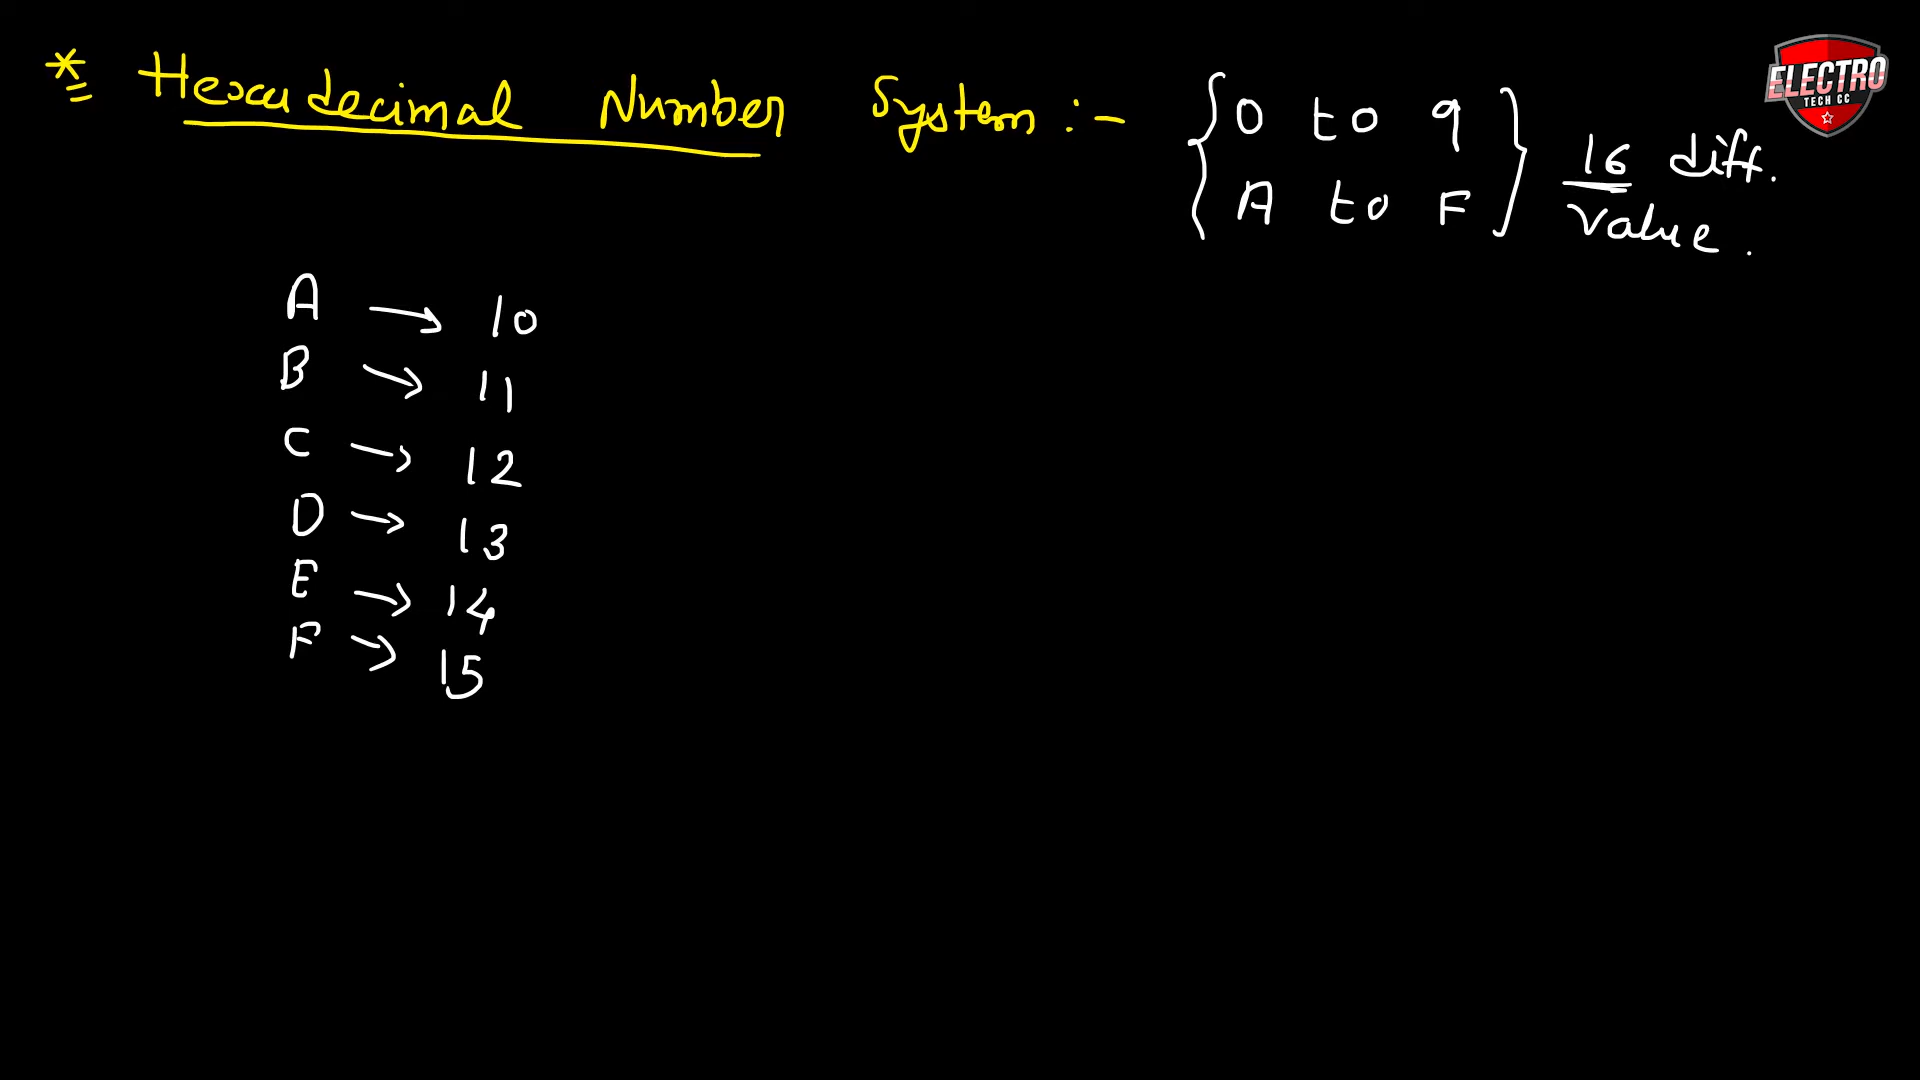 * Hexadecimal Number System :- { 0 to 9
A to F } 16 diff. value.
A → 10
B → 11
C → 12
D → 13
E → 14
F → 15
ELECTRO
TECH CC